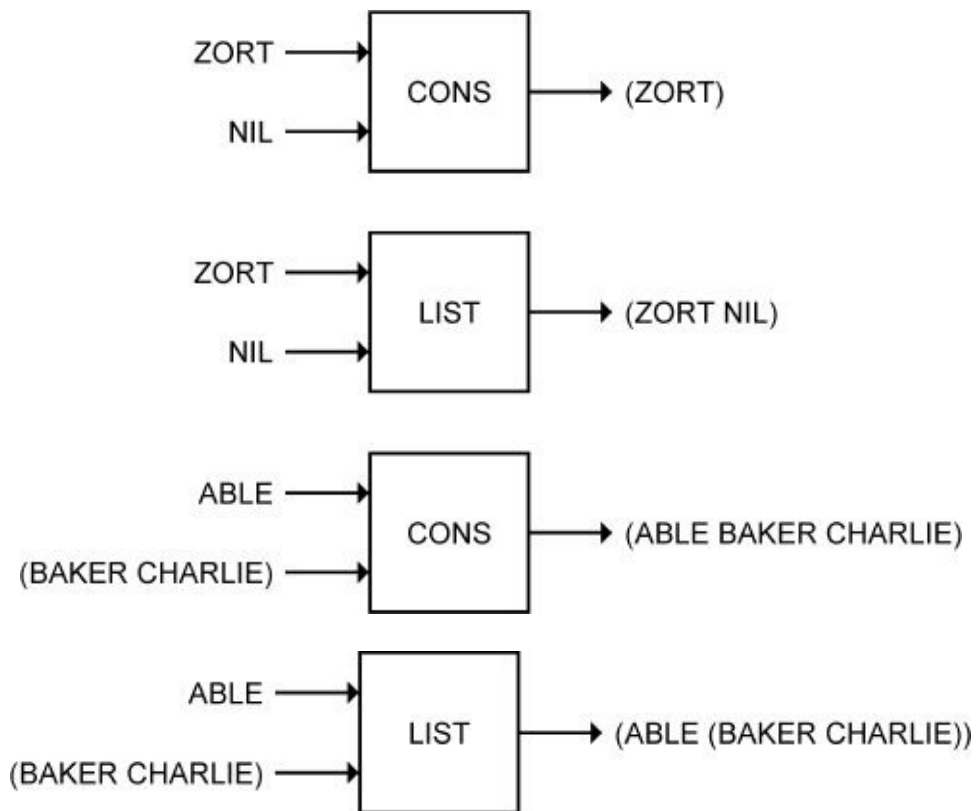 ZORT
CONS
(ZORT)
NIL
ZORT
LIST
(ZORT NIL)
NIL
ABLE
CONS
(ABLE BAKER CHARLIE)
(BAKER CHARLIE)
ABLE
LIST
(ABLE (BAKER CHARLIE))
(BAKER CHARLIE)